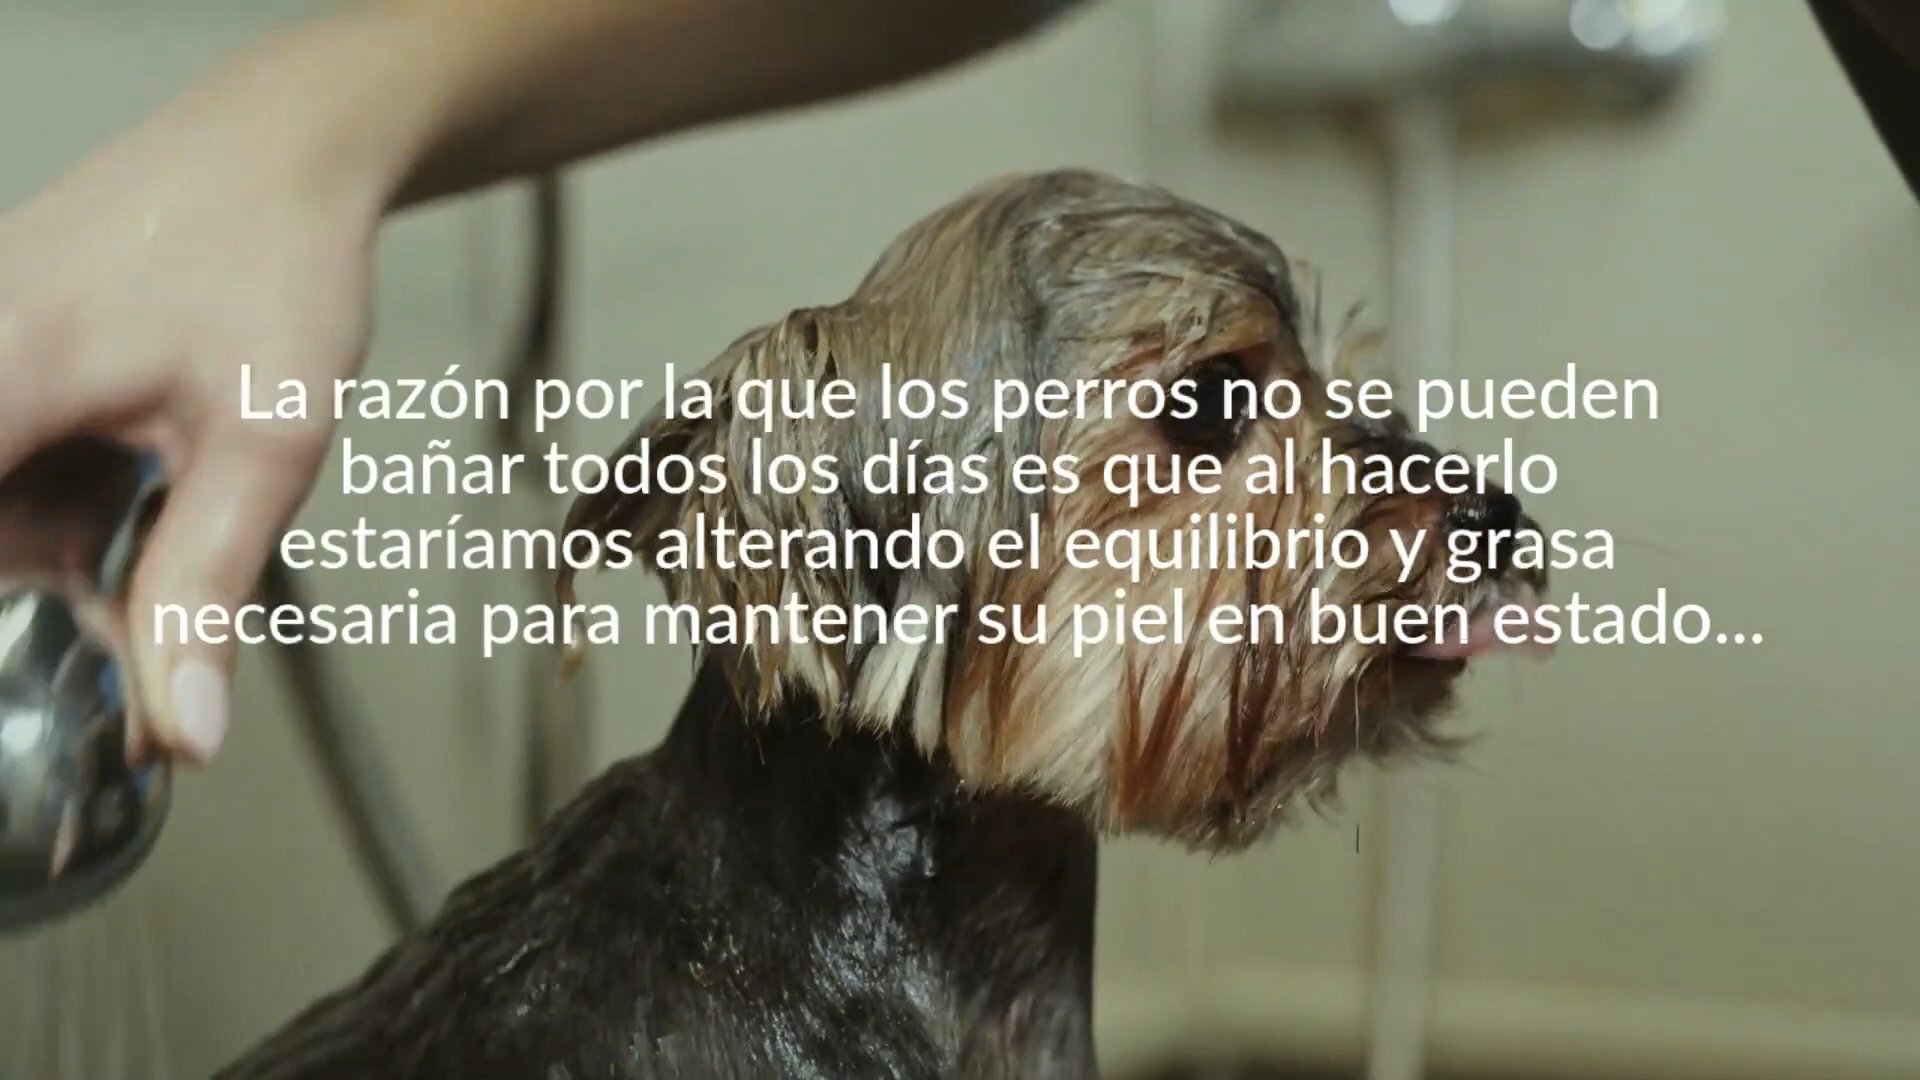 La razón por la que los perros no se pueden
bañar todos los días es que al hacerlo
estaríamos alterando el equilibrio y grasa
necesaria para mantener su piel en buen estado...